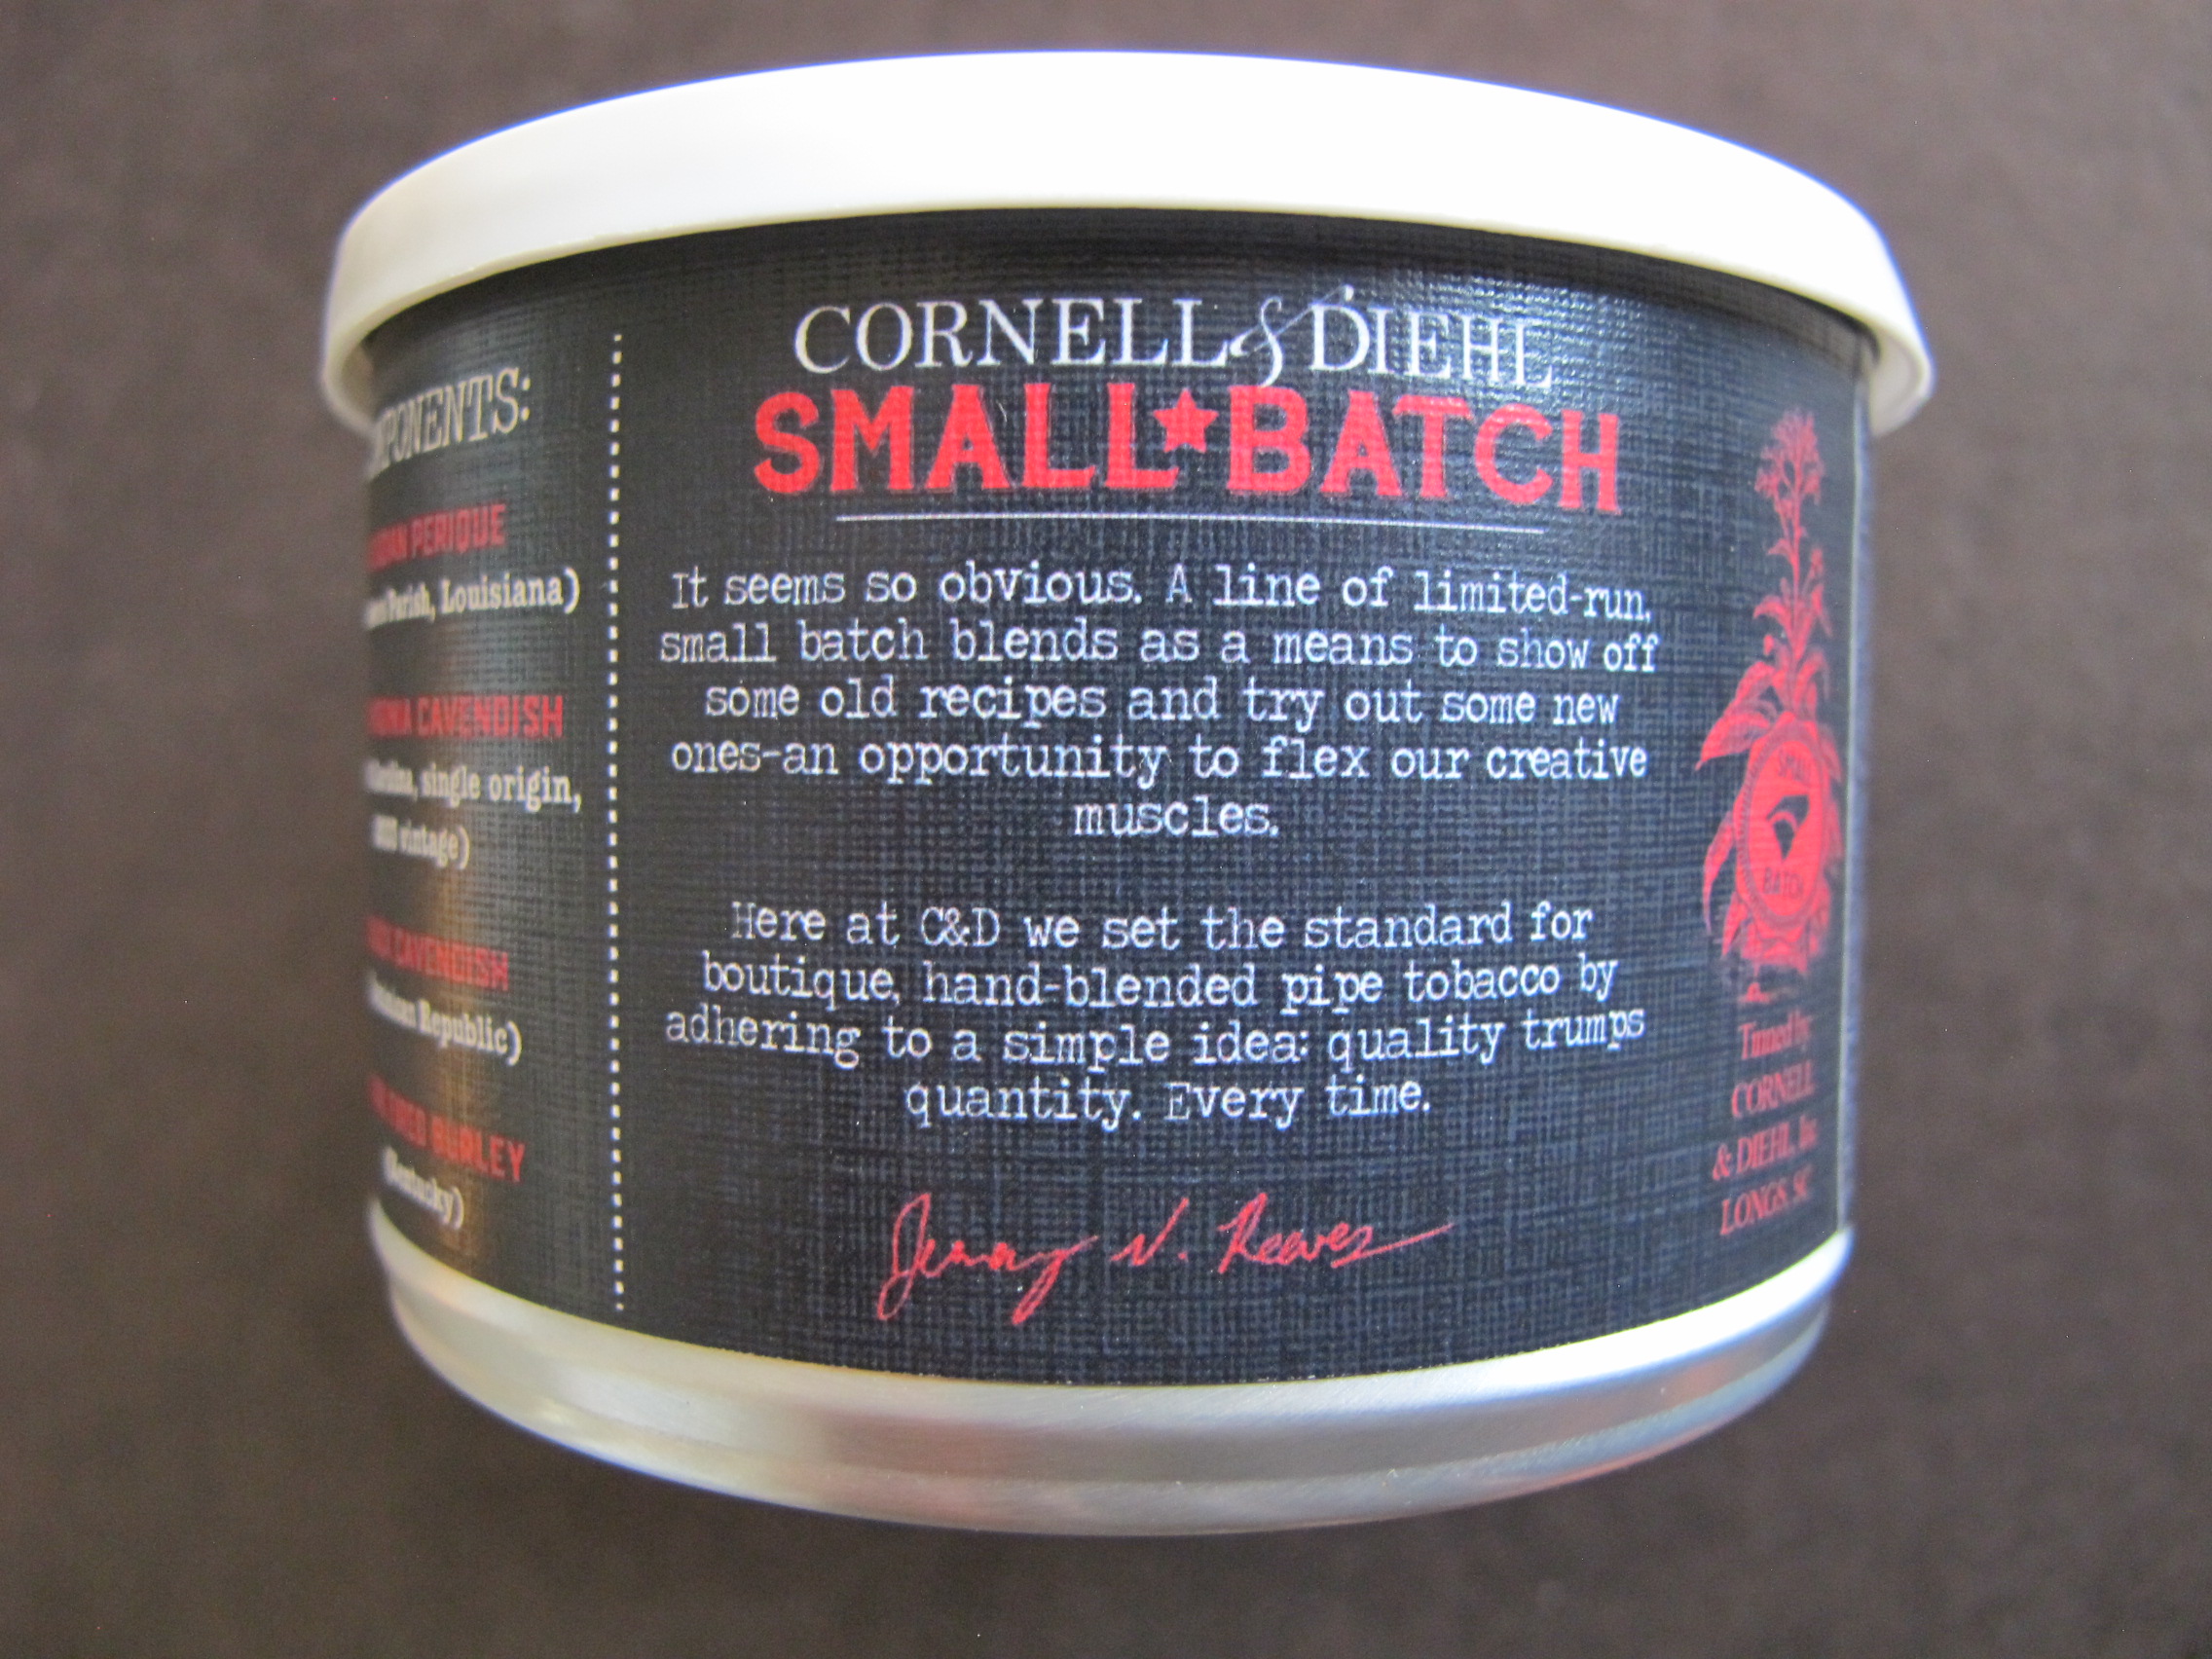 PERIQUE
Parish, Louisiana)
CAVENDISH
single origin,
vintage)
CAVENDISH
Republic)
BURLEY
CORNELL & DIEHL
SMALL★BATCH
It seems so obvious. A line of limited-run,
small batch blends as a means to show off
some old recipes and try out some new
ones-an opportunity to flex our creative
muscles.
Here at C&D we set the standard for
boutique, hand-blended pipe tobacco by
adhering to a simple idea: quality trumps
quantity. Every time.
Jenny N. Reeves
SMALL
BATCH
Tinned by:
CORNELL
& DIEHL, Inc
LONGS, SC